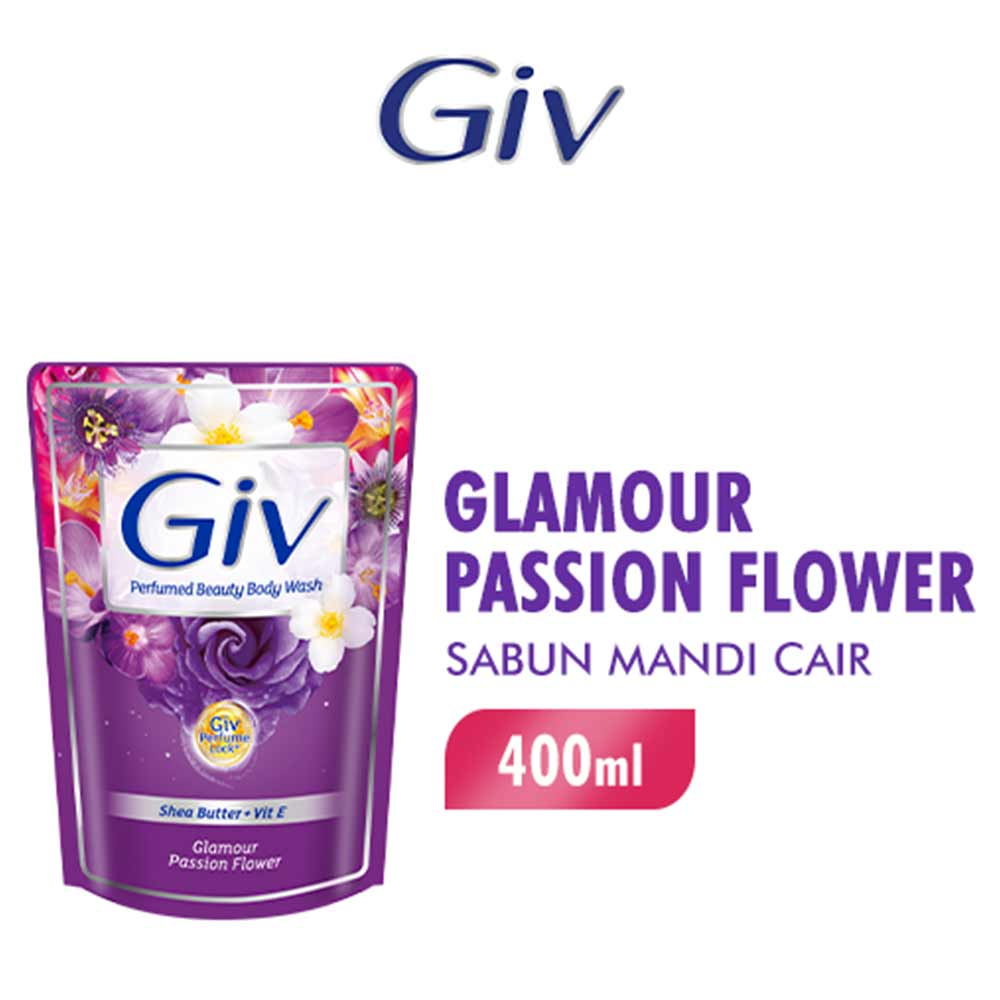 Giv
Giv
Perfumed Beauty Body Wash
Giv
Perfume
Lock+
Shea Butter + Vit E
Glamour
Passion Flower
GLAMOUR
PASSION FLOWER
SABUN MANDI CAIR
400ml